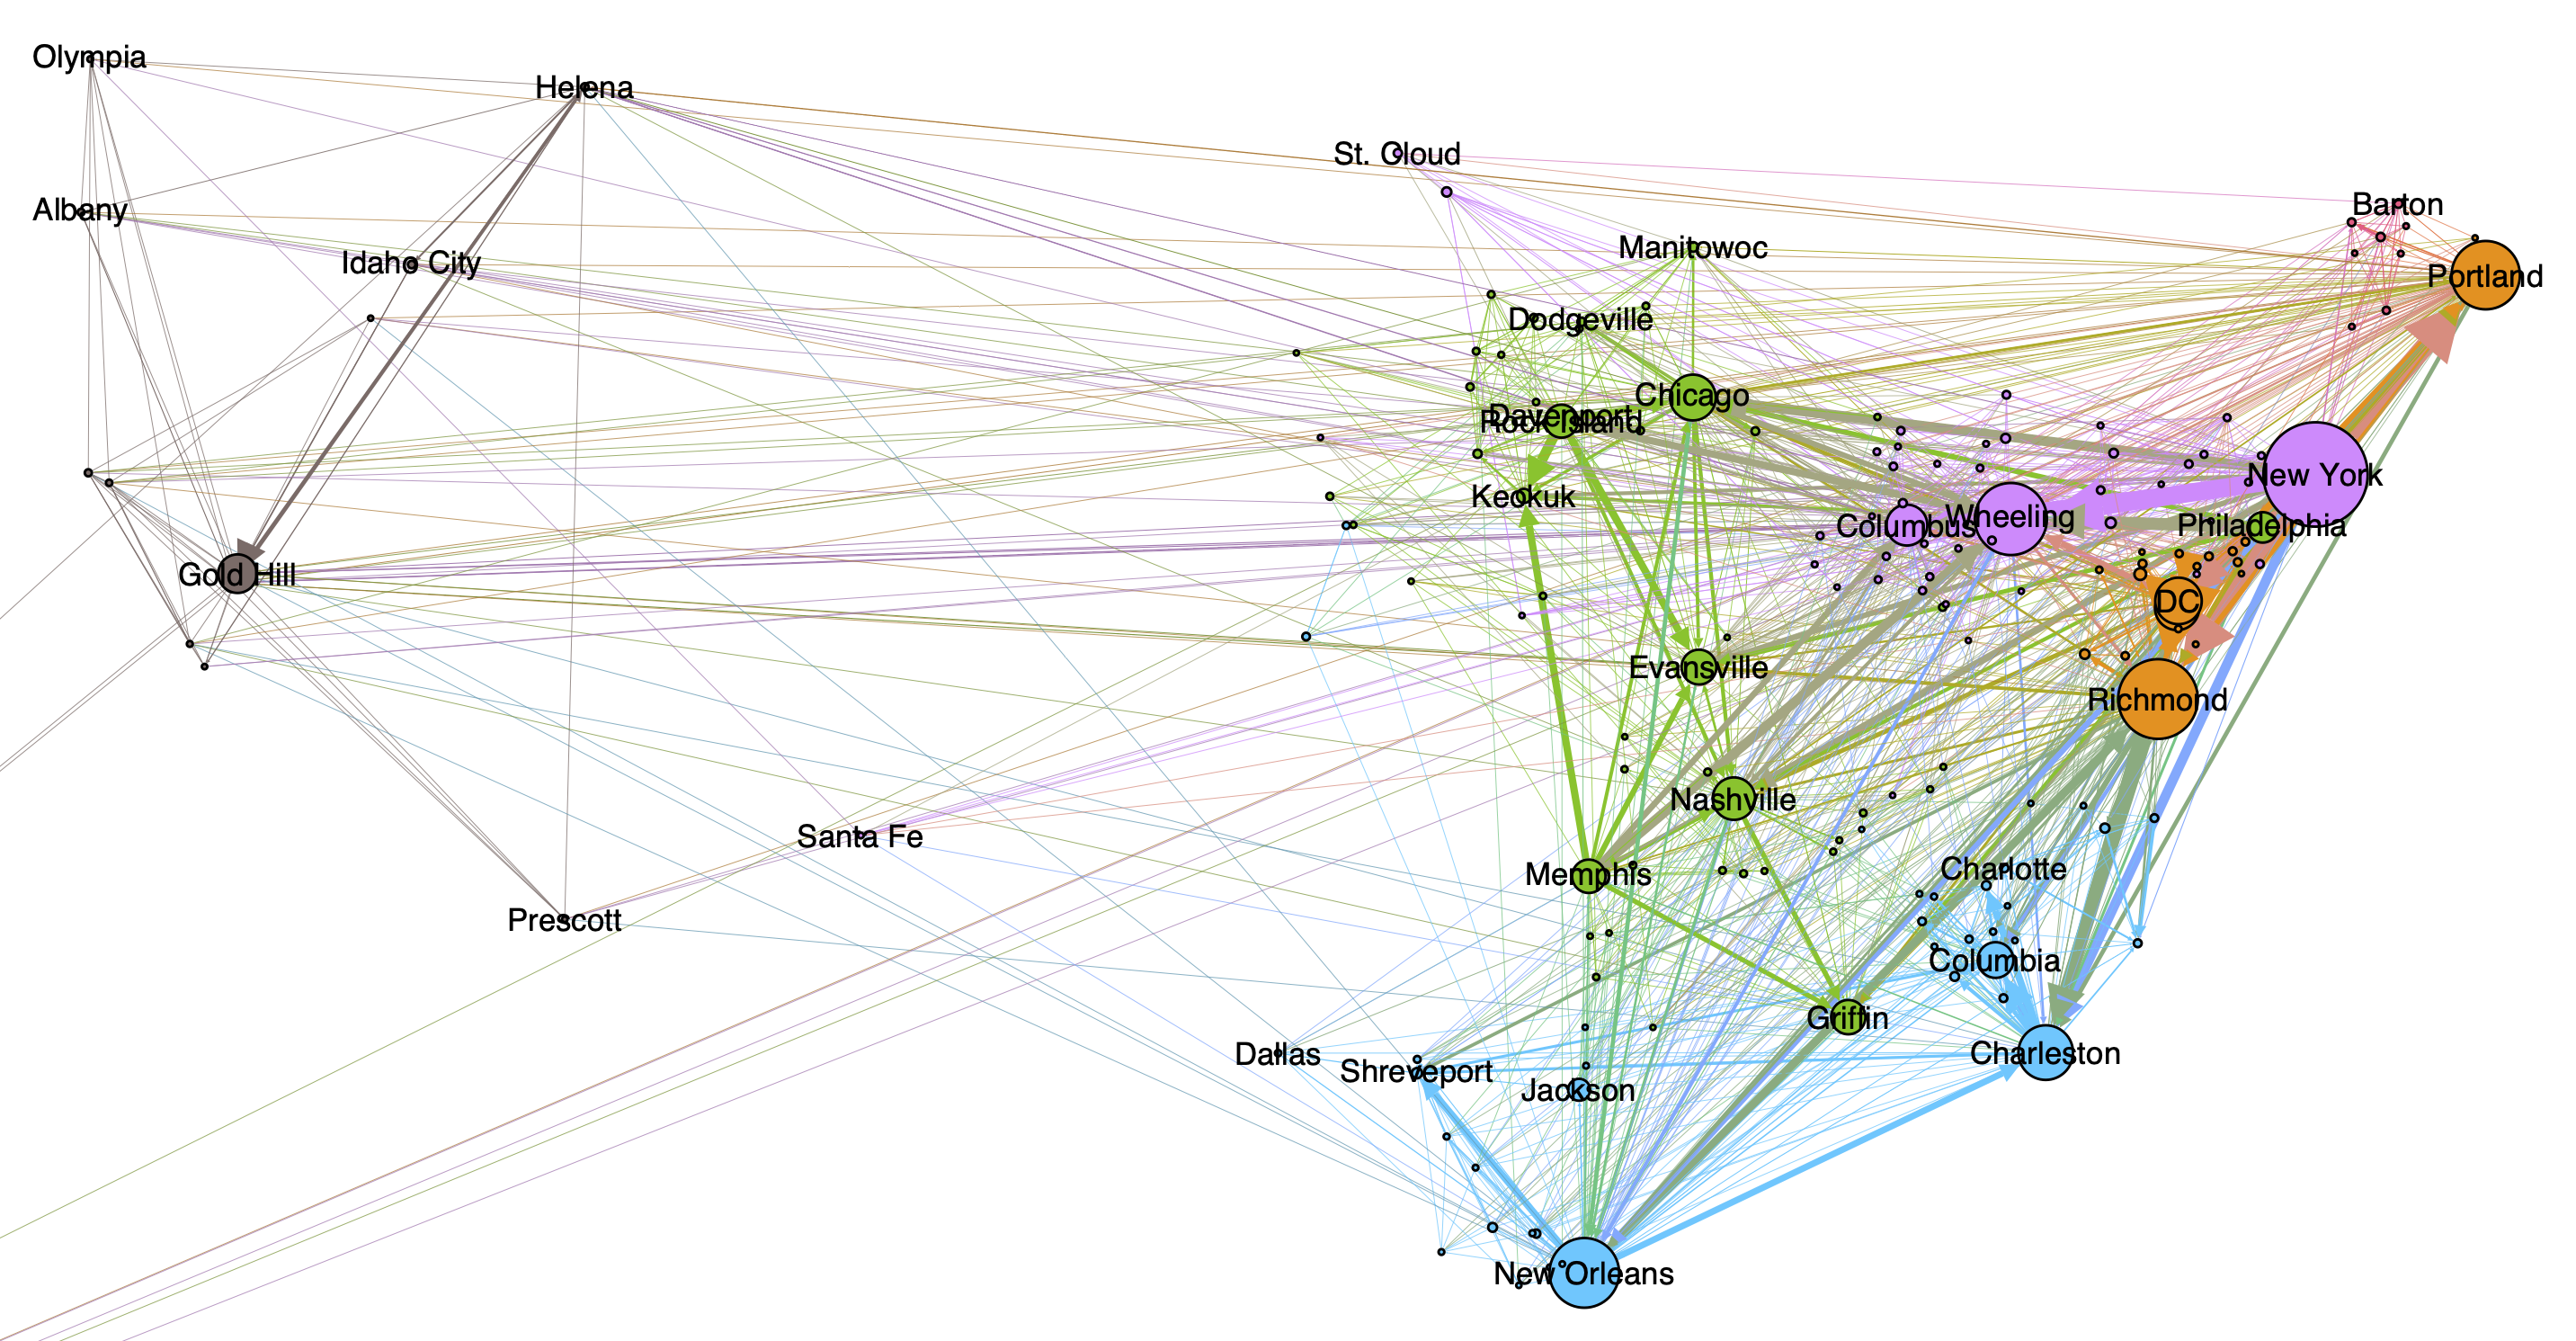 Olympia
Helena
St. Cloud
Albany
Barton
Manitowoc
Idaho City
Portland
Dodgeville
Chicago
Davenport
Rock Island
New York
Keokuk
Wheeling
Columbus
Philadelphia
Gold Hill
DC
Evansville
Richmond
Nashville
Santa Fe
Memphis
Charlotte
Prescott
Columbia
Griffin
Dallas
Charleston
Shreveport
Jackson
New Orleans